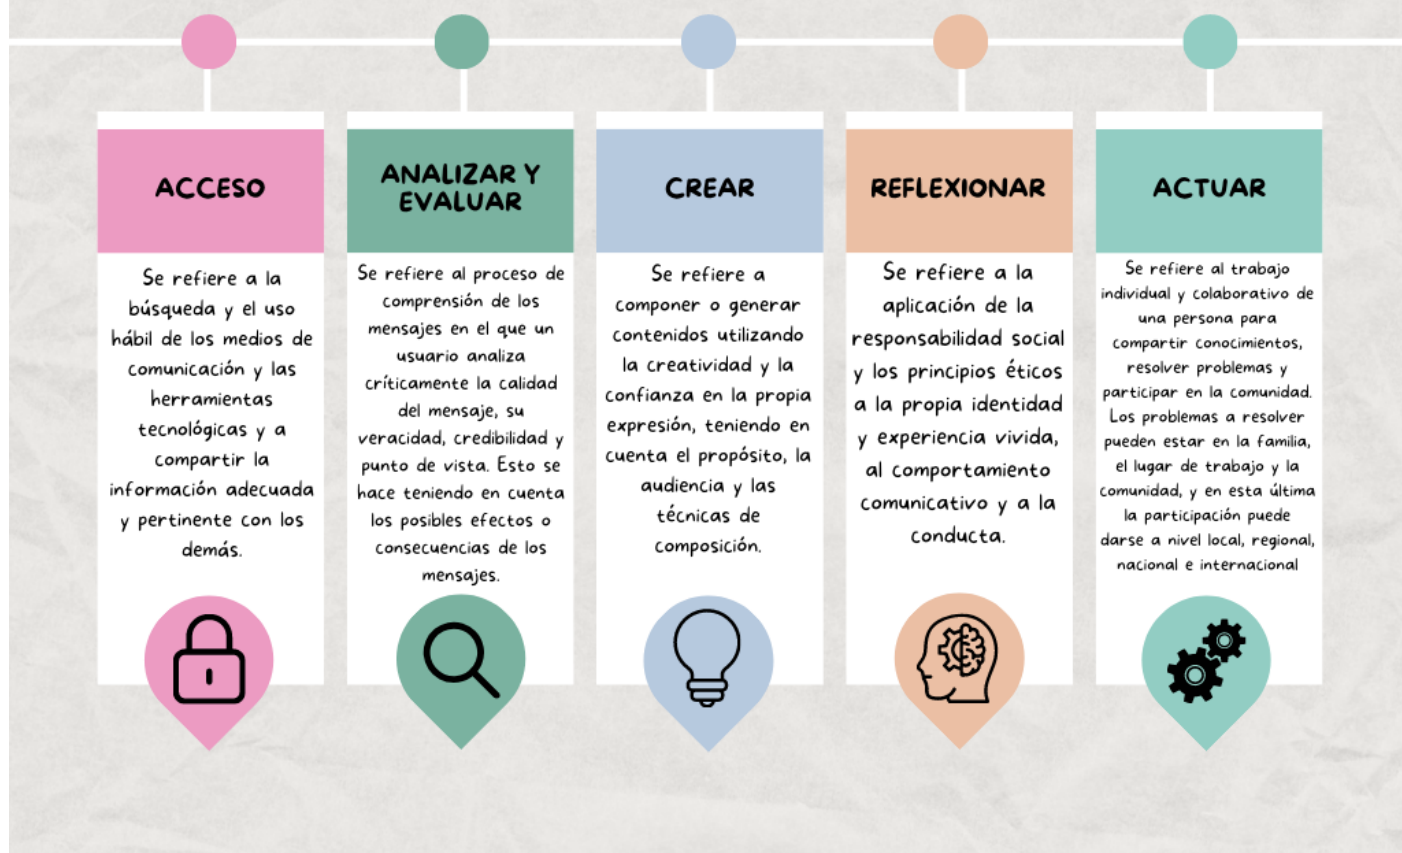 ACCESO
Se refiere a la
búsqueda y el uso
hábil de los medios de
comunicación y las
herramientas
tecnológicas y a
compartir la
información adecuada
y pertinente con los
demás.
ANALIZAR Y
EVALUAR
Se refiere al proceso de
comprensión de los
mensajes en el que un
usuario analiza
críticamente la calidad
del mensaje, su
veracidad, credibilidad y
punto de vista. Esto se
hace teniendo en cuenta
los posibles efectos o
consecuencias de los
mensajes.
CREAR
Se refiere a
componer o generar
contenidos utilizando
la creatividad y la
confianza en la propia
expresión, teniendo en
cuenta el propósito, la
audiencia y las
técnicas de
composición.
REFLEXIONAR
Se refiere a la
aplicación de la
responsabilidad social
y los principios éticos
a la propia identidad
y experiencia vivida,
al comportamiento
comunicativo y a la
conducta.
ACTUAR
Se refiere al trabajo
individual y colaborativo de
una persona para
compartir conocimientos,
resolver problemas y
participar en la comunidad.
Los problemas a resolver
pueden estar en la familia,
el lugar de trabajo y la
comunidad, y en esta última
la participación puede
darse a nivel local, regional,
nacional e internacional